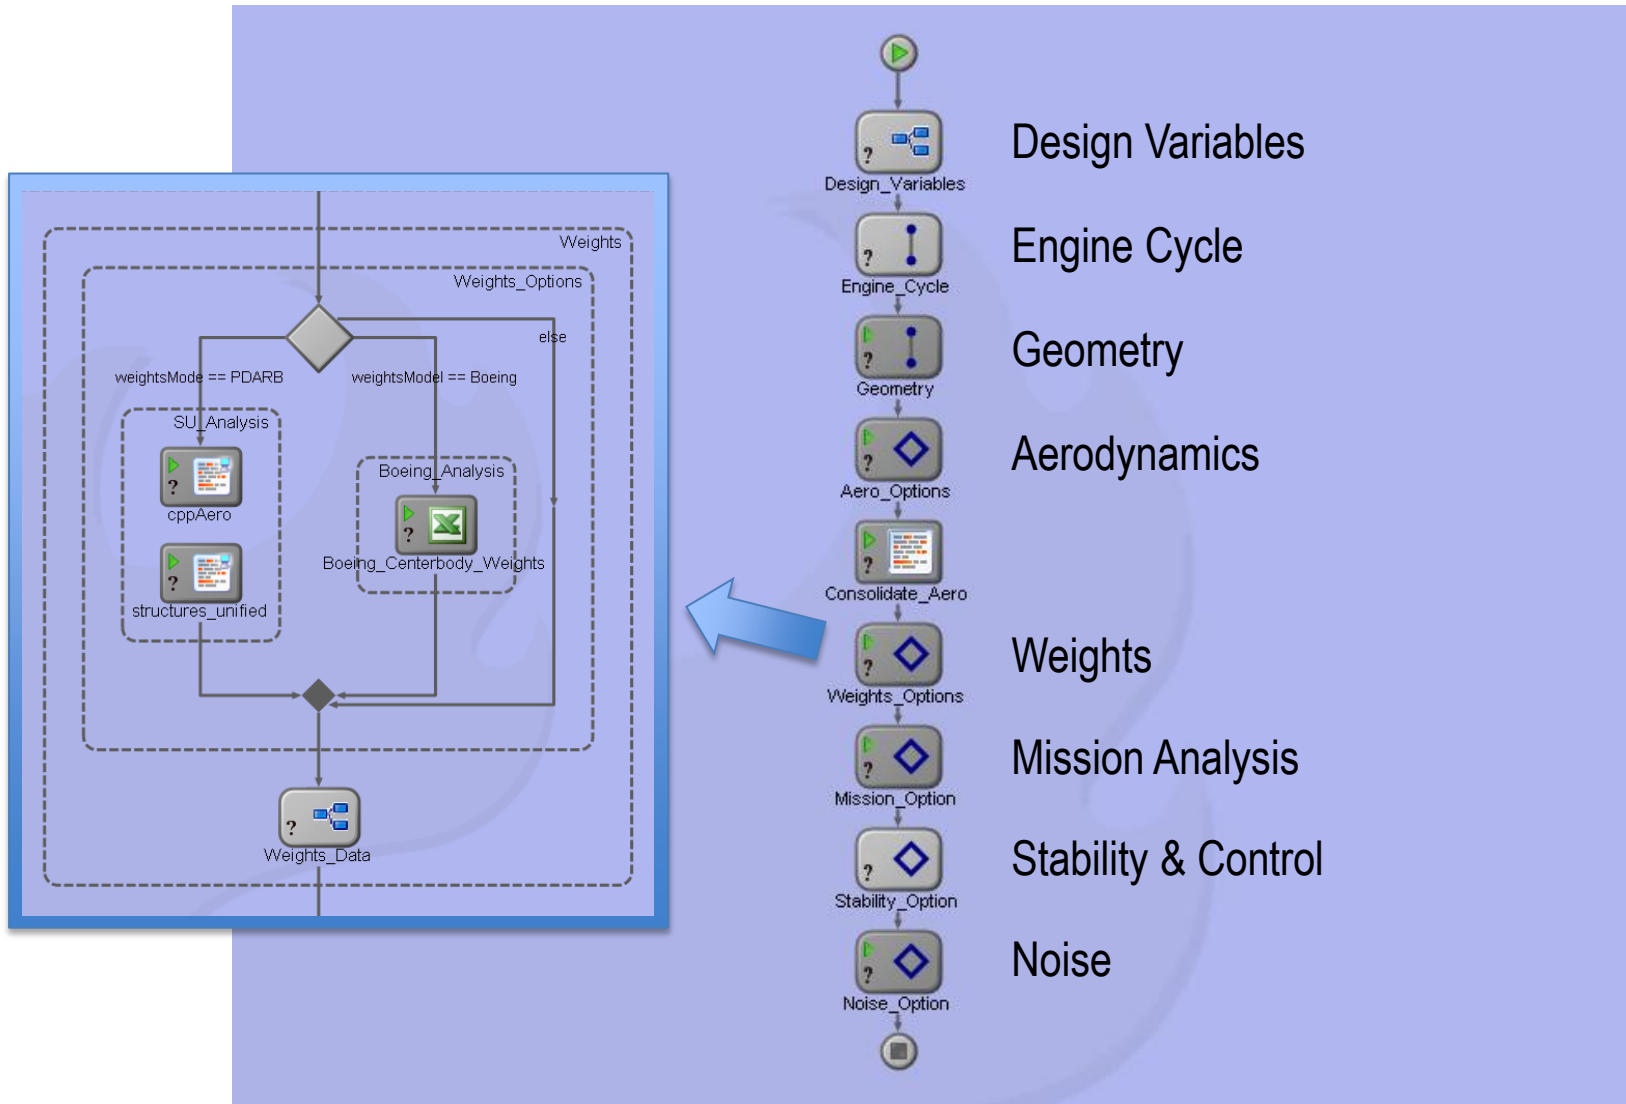 Weights
Weights_Options
else
weightsMode == PDARB
weightsModel == Boeing
SU_Analysis
?
cppAero
?
structures_unified
Boeing_Analysis
?
Boeing_Centerbody_Weights
?
Weights_Data
?
Design_Variables
Design Variables
?
Engine_Cycle
Engine Cycle
?
Geometry
Geometry
?
Aero_Options
Aerodynamics
?
Consolidate_Aero
?
Weights_Options
Weights
?
Mission_Option
Mission Analysis
?
Stability_Option
Stability & Control
?
Noise_Option
Noise